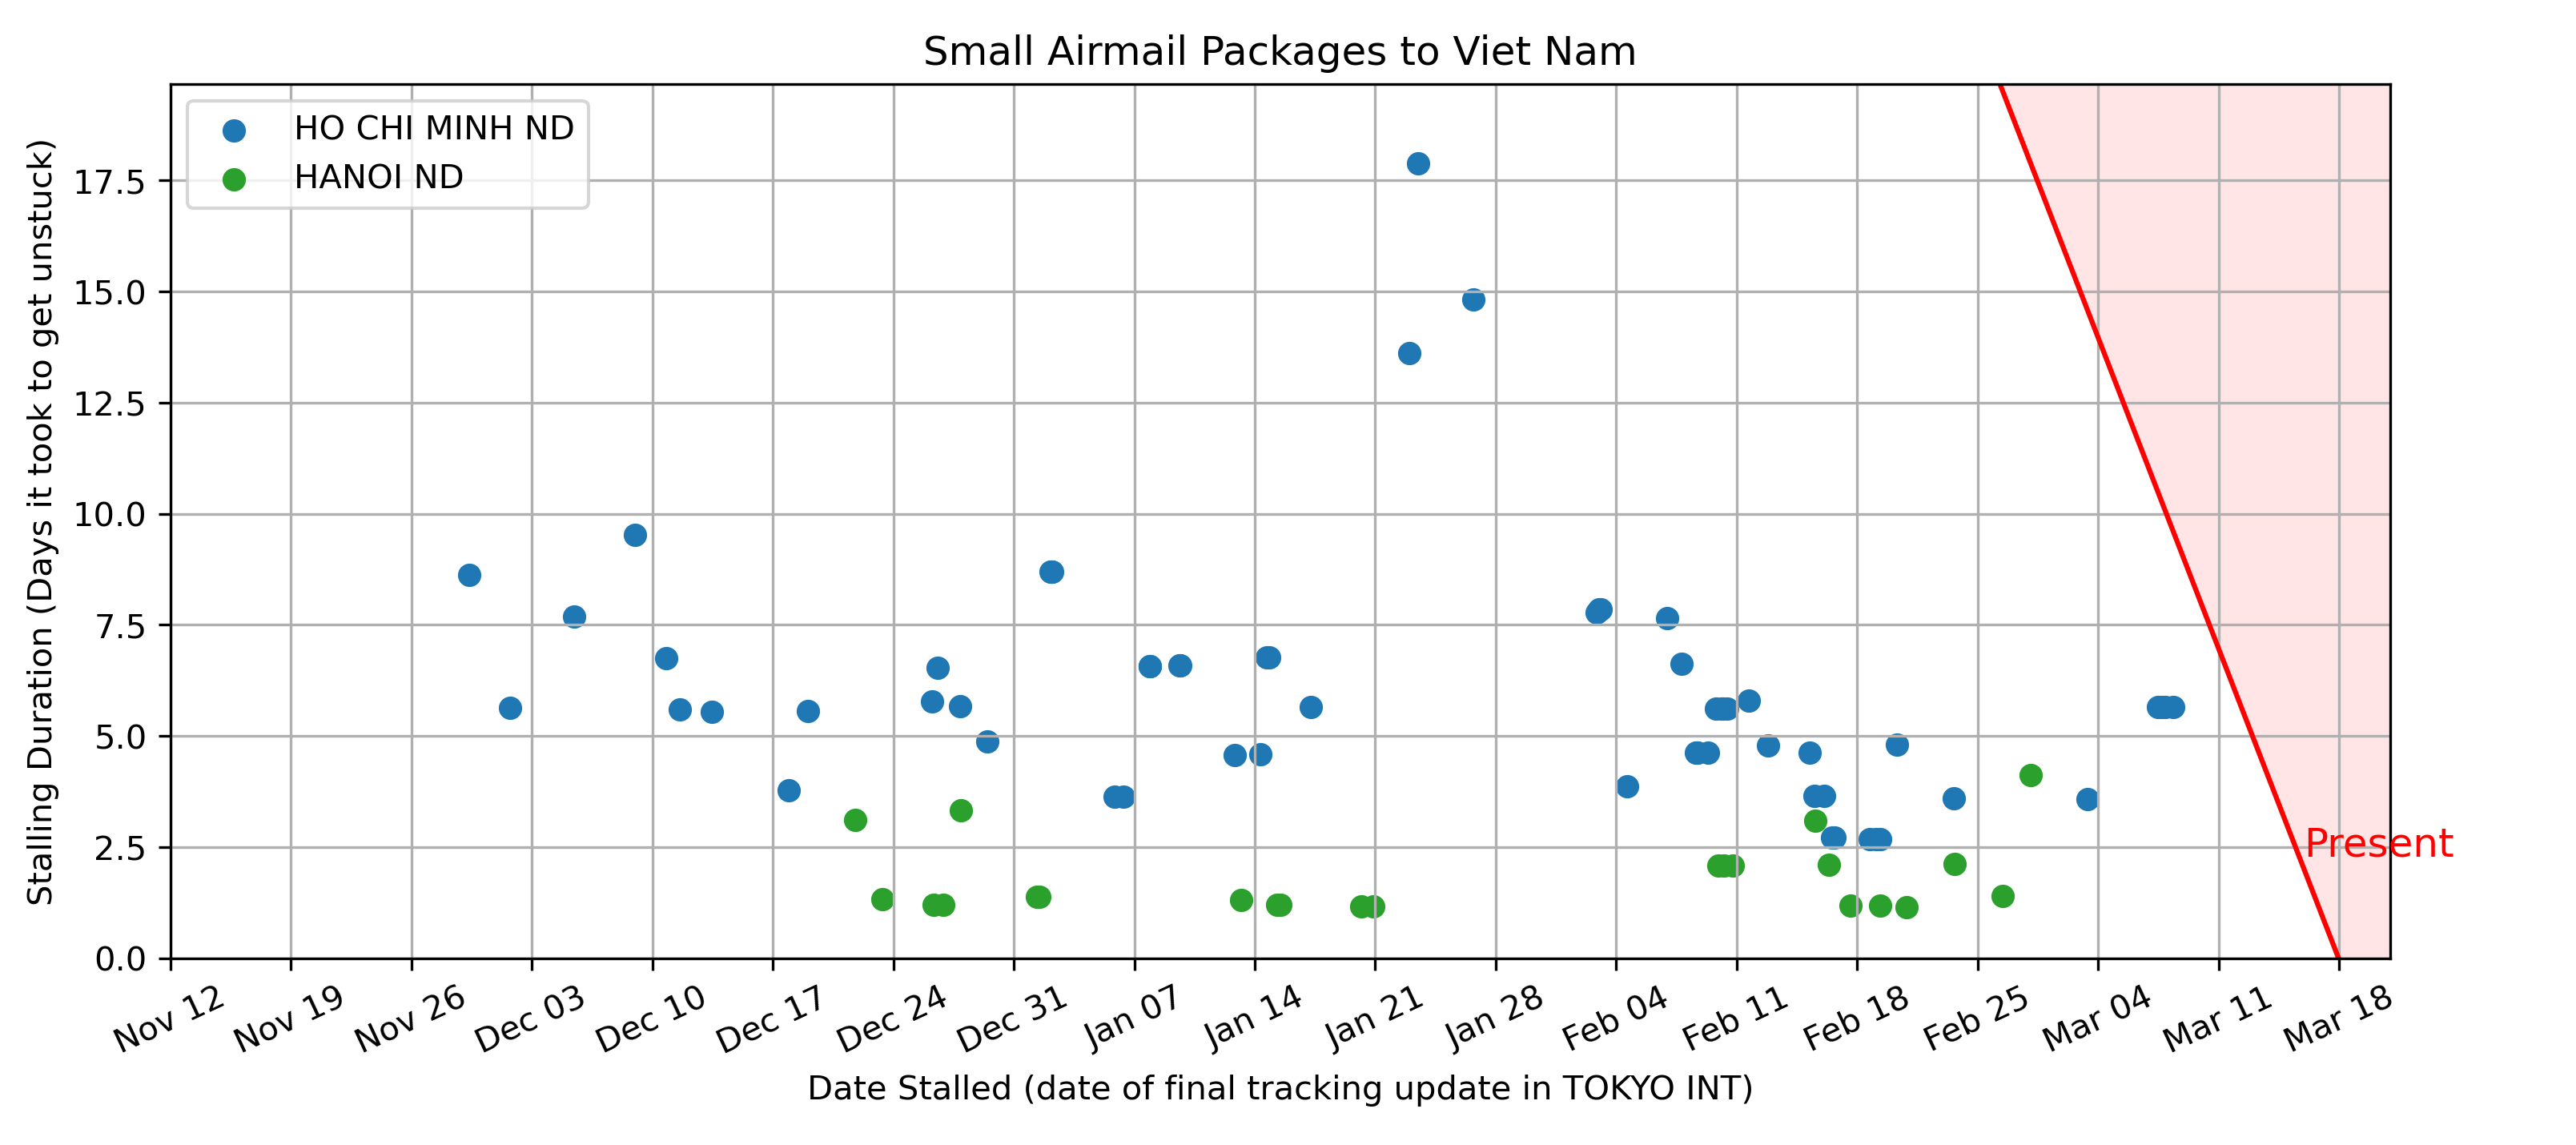 Small Airmail Packages to Viet Nam
HO CHI MINH ND
HANOI ND
Stalling Duration (Days it took to get unstuck)
17.5
15.0
12.5
10.0
7.5
5.0
2.5
0.0
Present
Nov 12
Nov 19
Nov 26
Dec 03
Dec 10
Dec 17
Dec 24
Dec 31
Jan 07
Jan 14
Jan 21
Jan 28
Feb 04
Feb 11
Feb 18
Feb 25
Mar 04
Mar 11
Mar 18
Date Stalled (date of final tracking update in TOKYO INT)